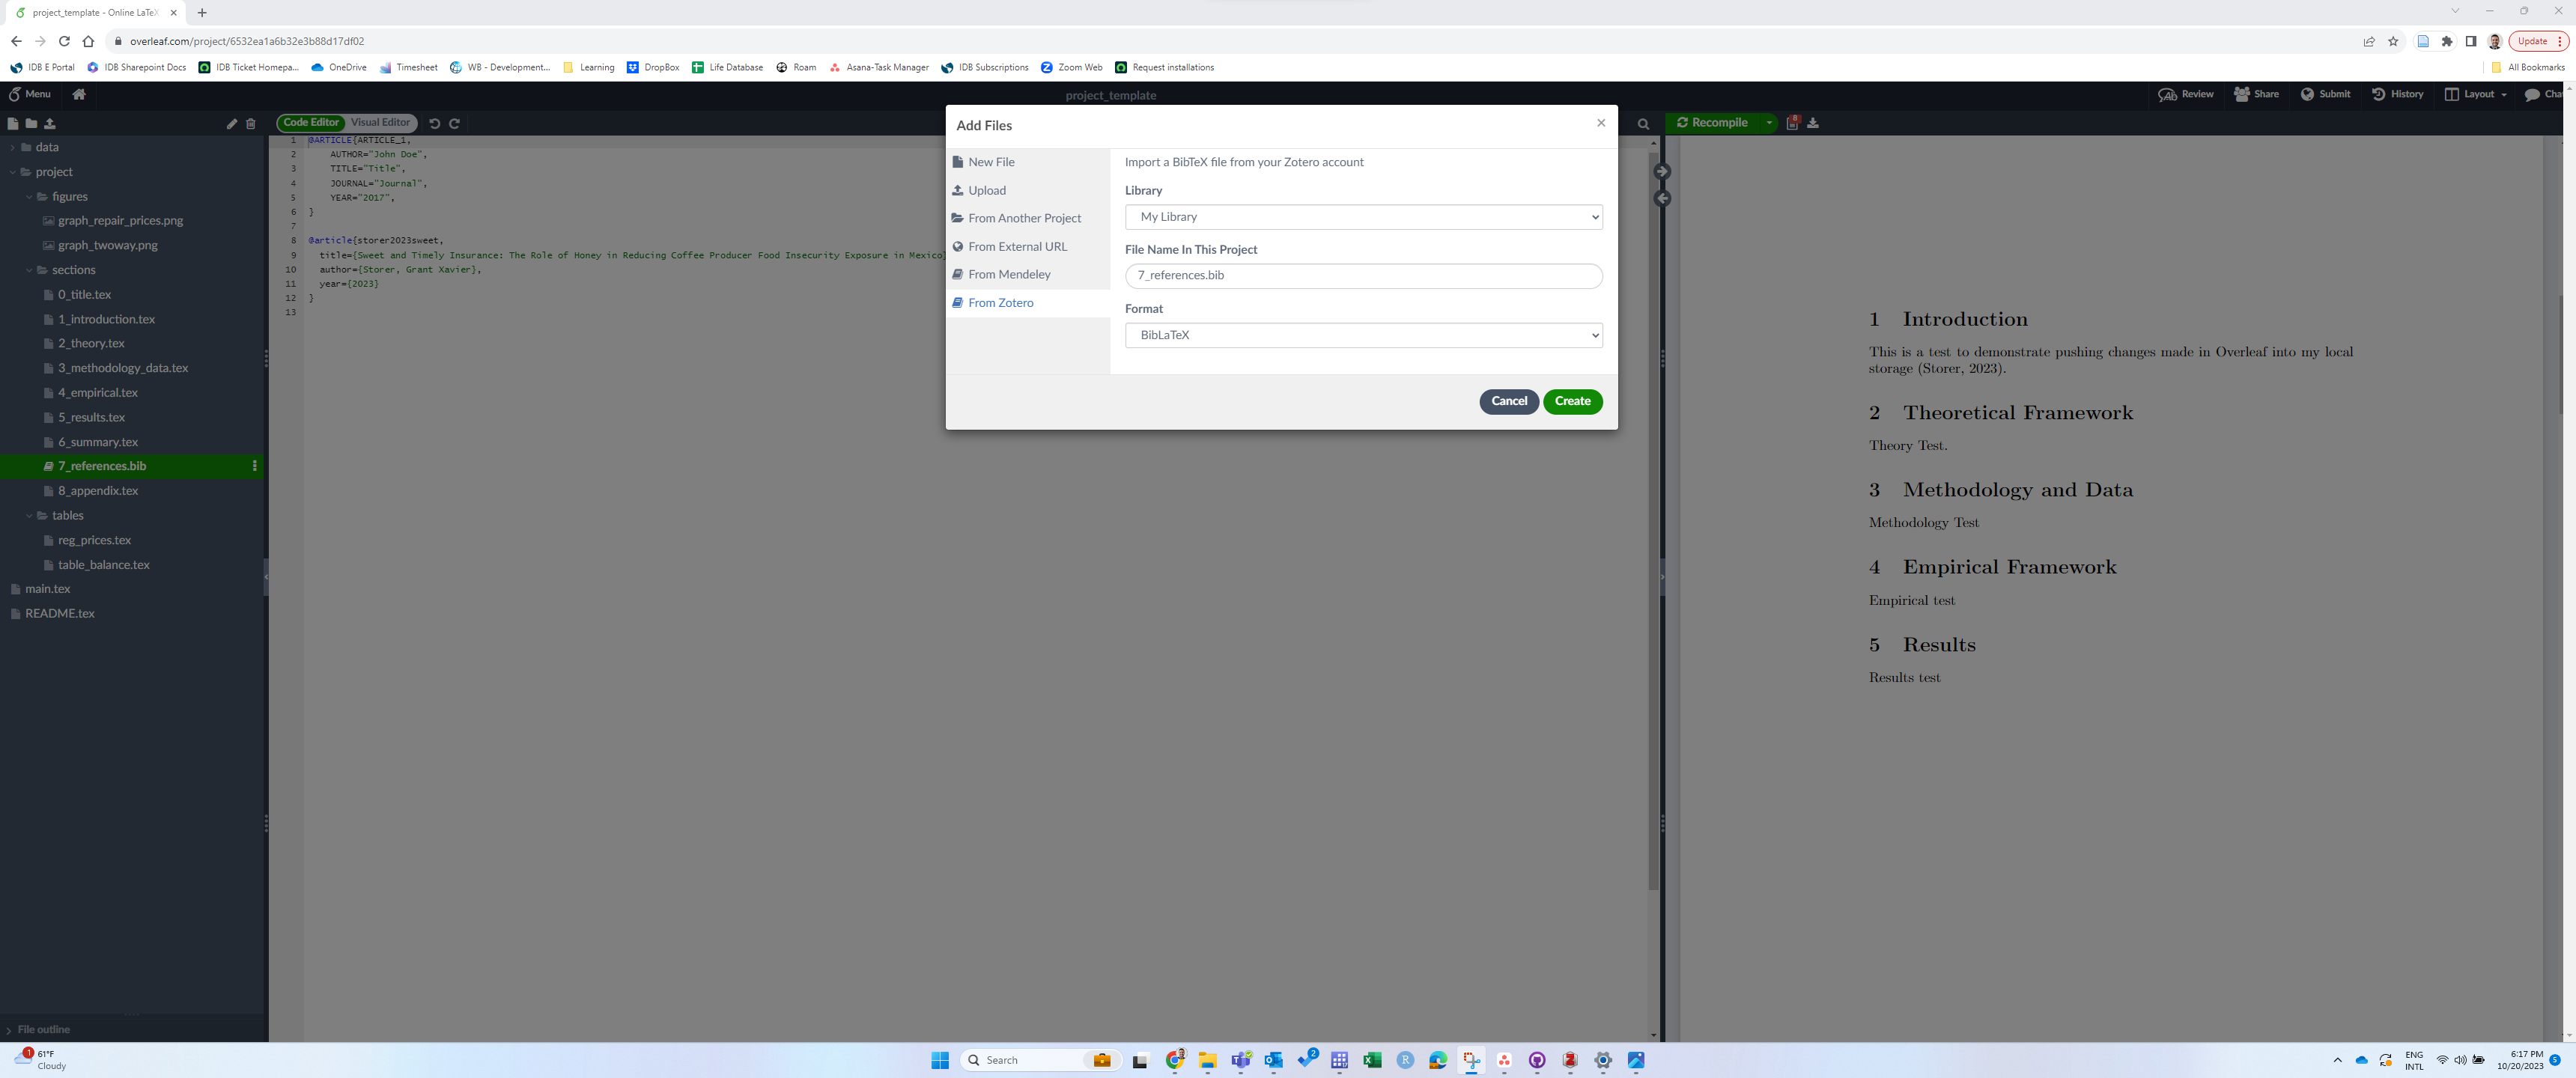 project_template - Online LaTeX
overleaf.com/project/6532ea1a6b32e3b88d17df02
Update
IDB E Portal IDB Sharepoint Docs IDB Ticket Homepa... OneDrive Timesheet WB - Development... Learning DropBox Life Database Roam Asana-Task Manager IDB Subscriptions Zoom Web Request installations All Bookmarks
Menu project_template Review Share Submit History Layout Chat
Code Editor Visual Editor
Recompile 8
data
project
figures
graph_repair_prices.png
graph_twoway.png
sections
0_title.tex
1_introduction.tex
2_theory.tex
3_methodology_data.tex
4_empirical.tex
5_results.tex
6_summary.tex
7_references.bib
8_appendix.tex
tables
reg_prices.tex
table_balance.tex
main.tex
README.tex
File outline
1 @ARTICLE{ARTICLE_1,
2 AUTHOR="John Doe",
3 TITLE="Title",
4 JOURNAL="Journal",
5 YEAR="2017",
6 }
7
8 @article{storer2023sweet,
9 title={Sweet and Timely Insurance: The Role of Honey in Reducing Coffee Producer Food Insecurity Exposure in Mexico}
10 author={Storer, Grant Xavier},
11 year={2023}
12 }
13
Add Files
New File
Upload
From Another Project
From External URL
From Mendeley
From Zotero
Import a BibTeX file from your Zotero account
Library
My Library
File Name In This Project
7_references.bib
Format
BibLaTeX
Cancel Create
1 Introduction
This is a test to demonstrate pushing changes made in Overleaf into my local
storage (Storer, 2023).
2 Theoretical Framework
Theory Test.
3 Methodology and Data
Methodology Test
4 Empirical Framework
Empirical test
5 Results
Results test
1 61°F
Cloudy
Search
2
ENG
INTL
6:17 PM
10/20/2023
5